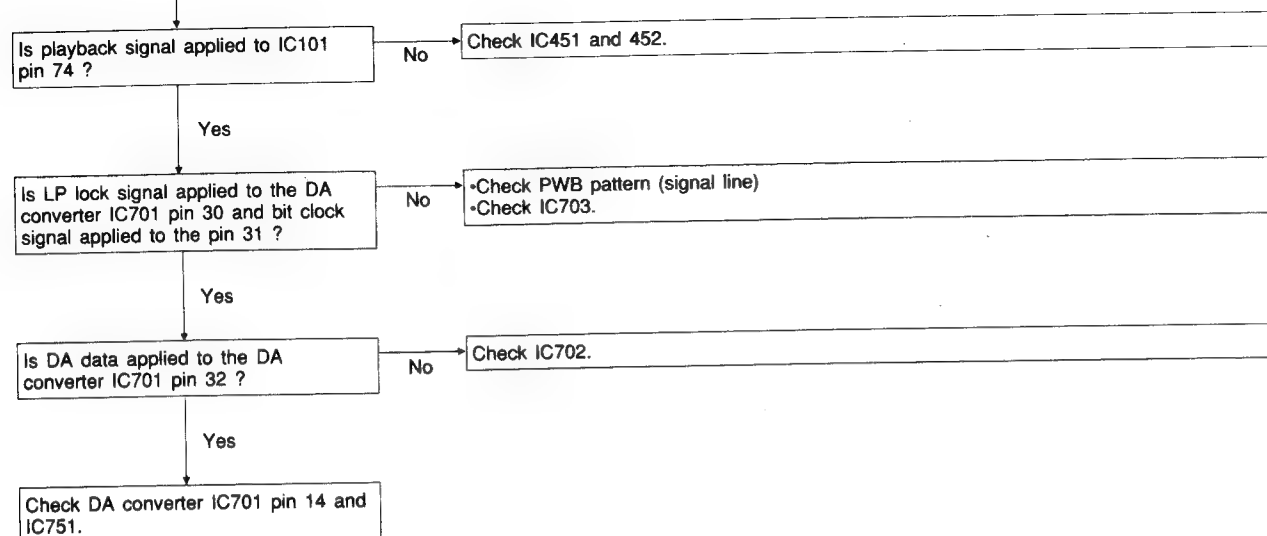 Is playback signal applied to IC101
pin 74 ?
No
Check IC451 and 452.
Yes
Is LP lock signal applied to the DA
converter IC701 pin 30 and bit clock
signal applied to the pin 31 ?
No
•Check PWB pattern (signal line)
•Check IC703.
Yes
Is DA data applied to the DA
converter IC701 pin 32 ?
No
Check IC702.
Yes
Check DA converter IC701 pin 14 and
IC751.